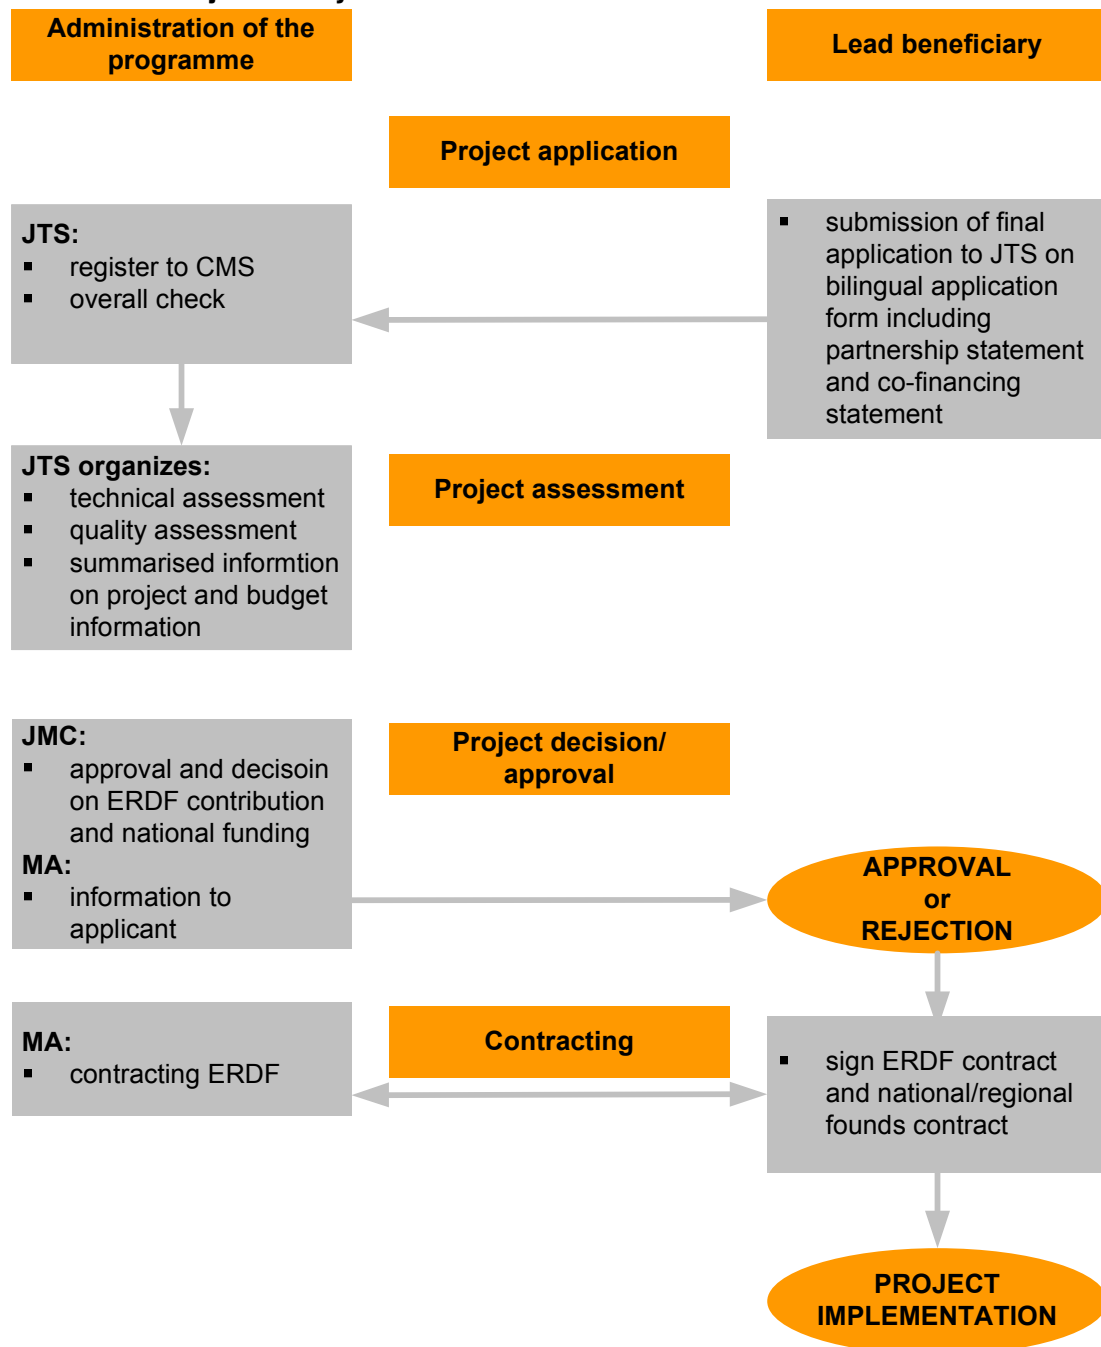 Administration of the
programme
Lead beneficiary
Project application
JTS:
▪ register to CMS
▪ overall check
▪ submission of final
application to JTS on
bilingual application
form including
partnership statement
and co-financing
statement
JTS organizes:
▪ technical assessment
▪ quality assessment
▪ summarised informtion
on project and budget
information
Project assessment
JMC:
▪ approval and decisoin
on ERDF contribution
and national funding
MA:
▪ information to
applicant
Project decision/
approval
APPROVAL
or
REJECTION
MA:
▪ contracting ERDF
Contracting
▪ sign ERDF contract
and national/regional
founds contract
PROJECT
IMPLEMENTATION